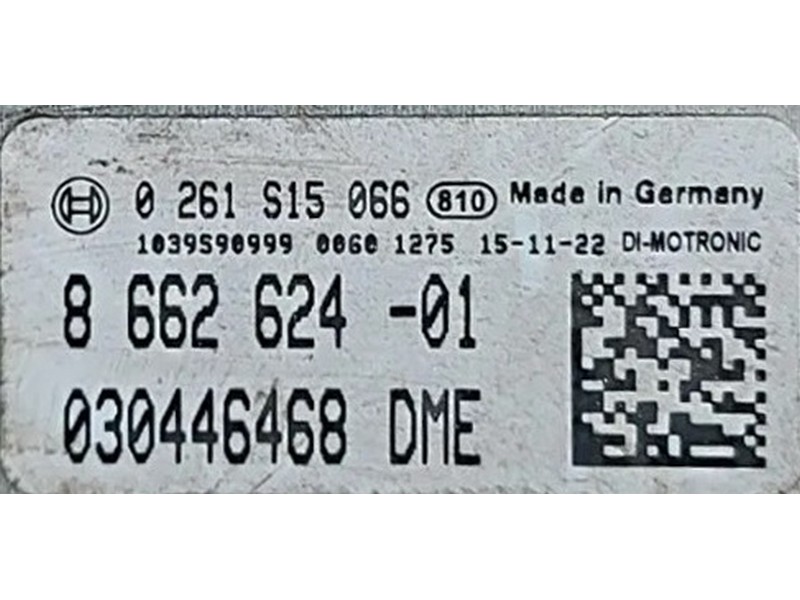 0 261 S15 066 810 Made in Germany
1039S90999 0060 1275 15-11-22 DI-MOTRONIC
8 662 624 -01
030446468 DME